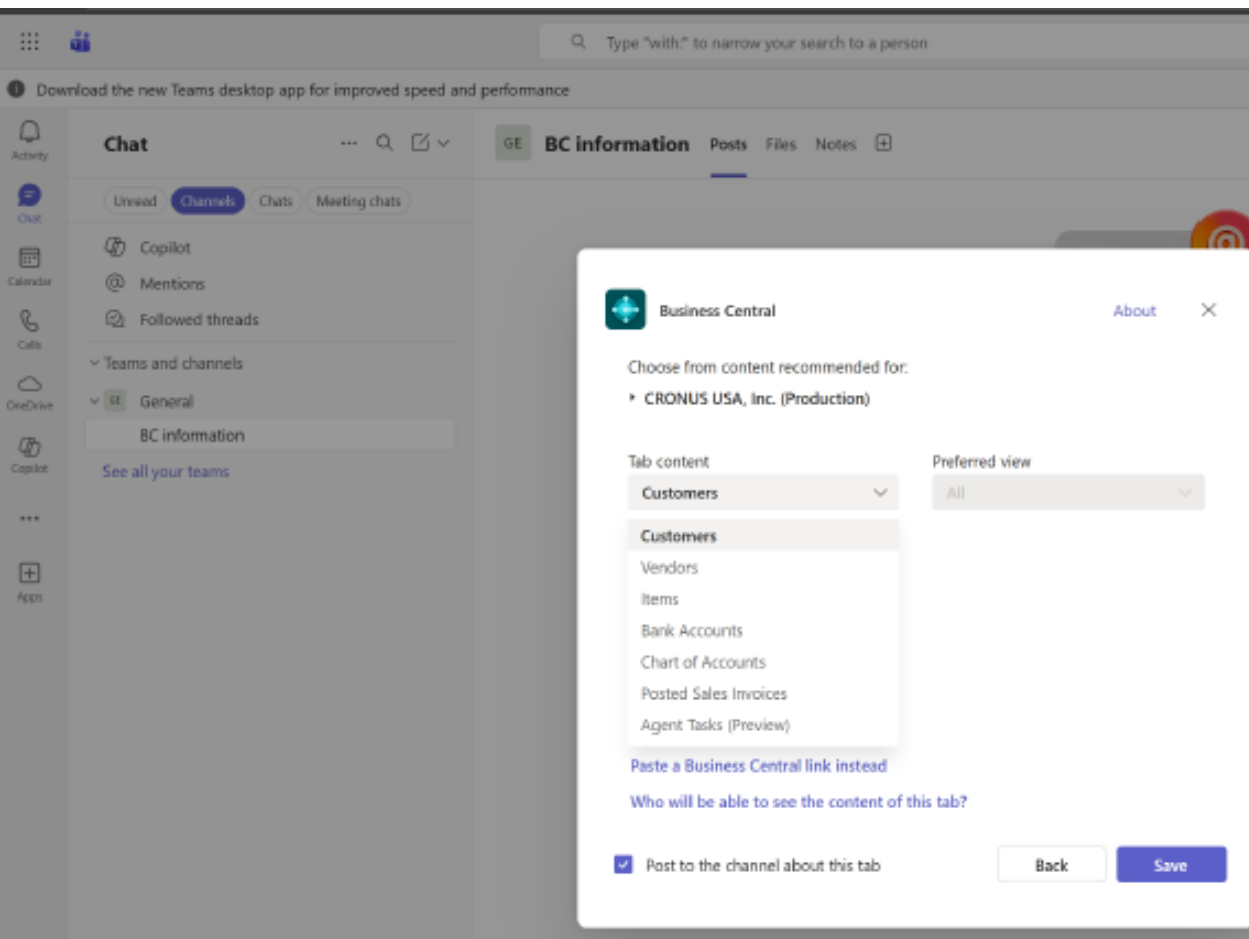 Type "with:" to narrow your search to a person
Download the new Teams desktop app for improved speed and performance
Activity
Chat
Calendar
Calls
OneDrive
Copilot
Apps
Chat
Unread Channels Chats Meeting chats
Copilot
Mentions
Followed threads
Teams and channels
GE General
BC information
See all your teams
GE BC information Posts Files Notes
Business Central About
Choose from content recommended for:
CRONUS USA, Inc. (Production)
Tab content Preferred view
Customers All
Customers
Vendors
Items
Bank Accounts
Chart of Accounts
Posted Sales Invoices
Agent Tasks (Preview)
Paste a Business Central link instead
Who will be able to see the content of this tab?
Post to the channel about this tab Back Save